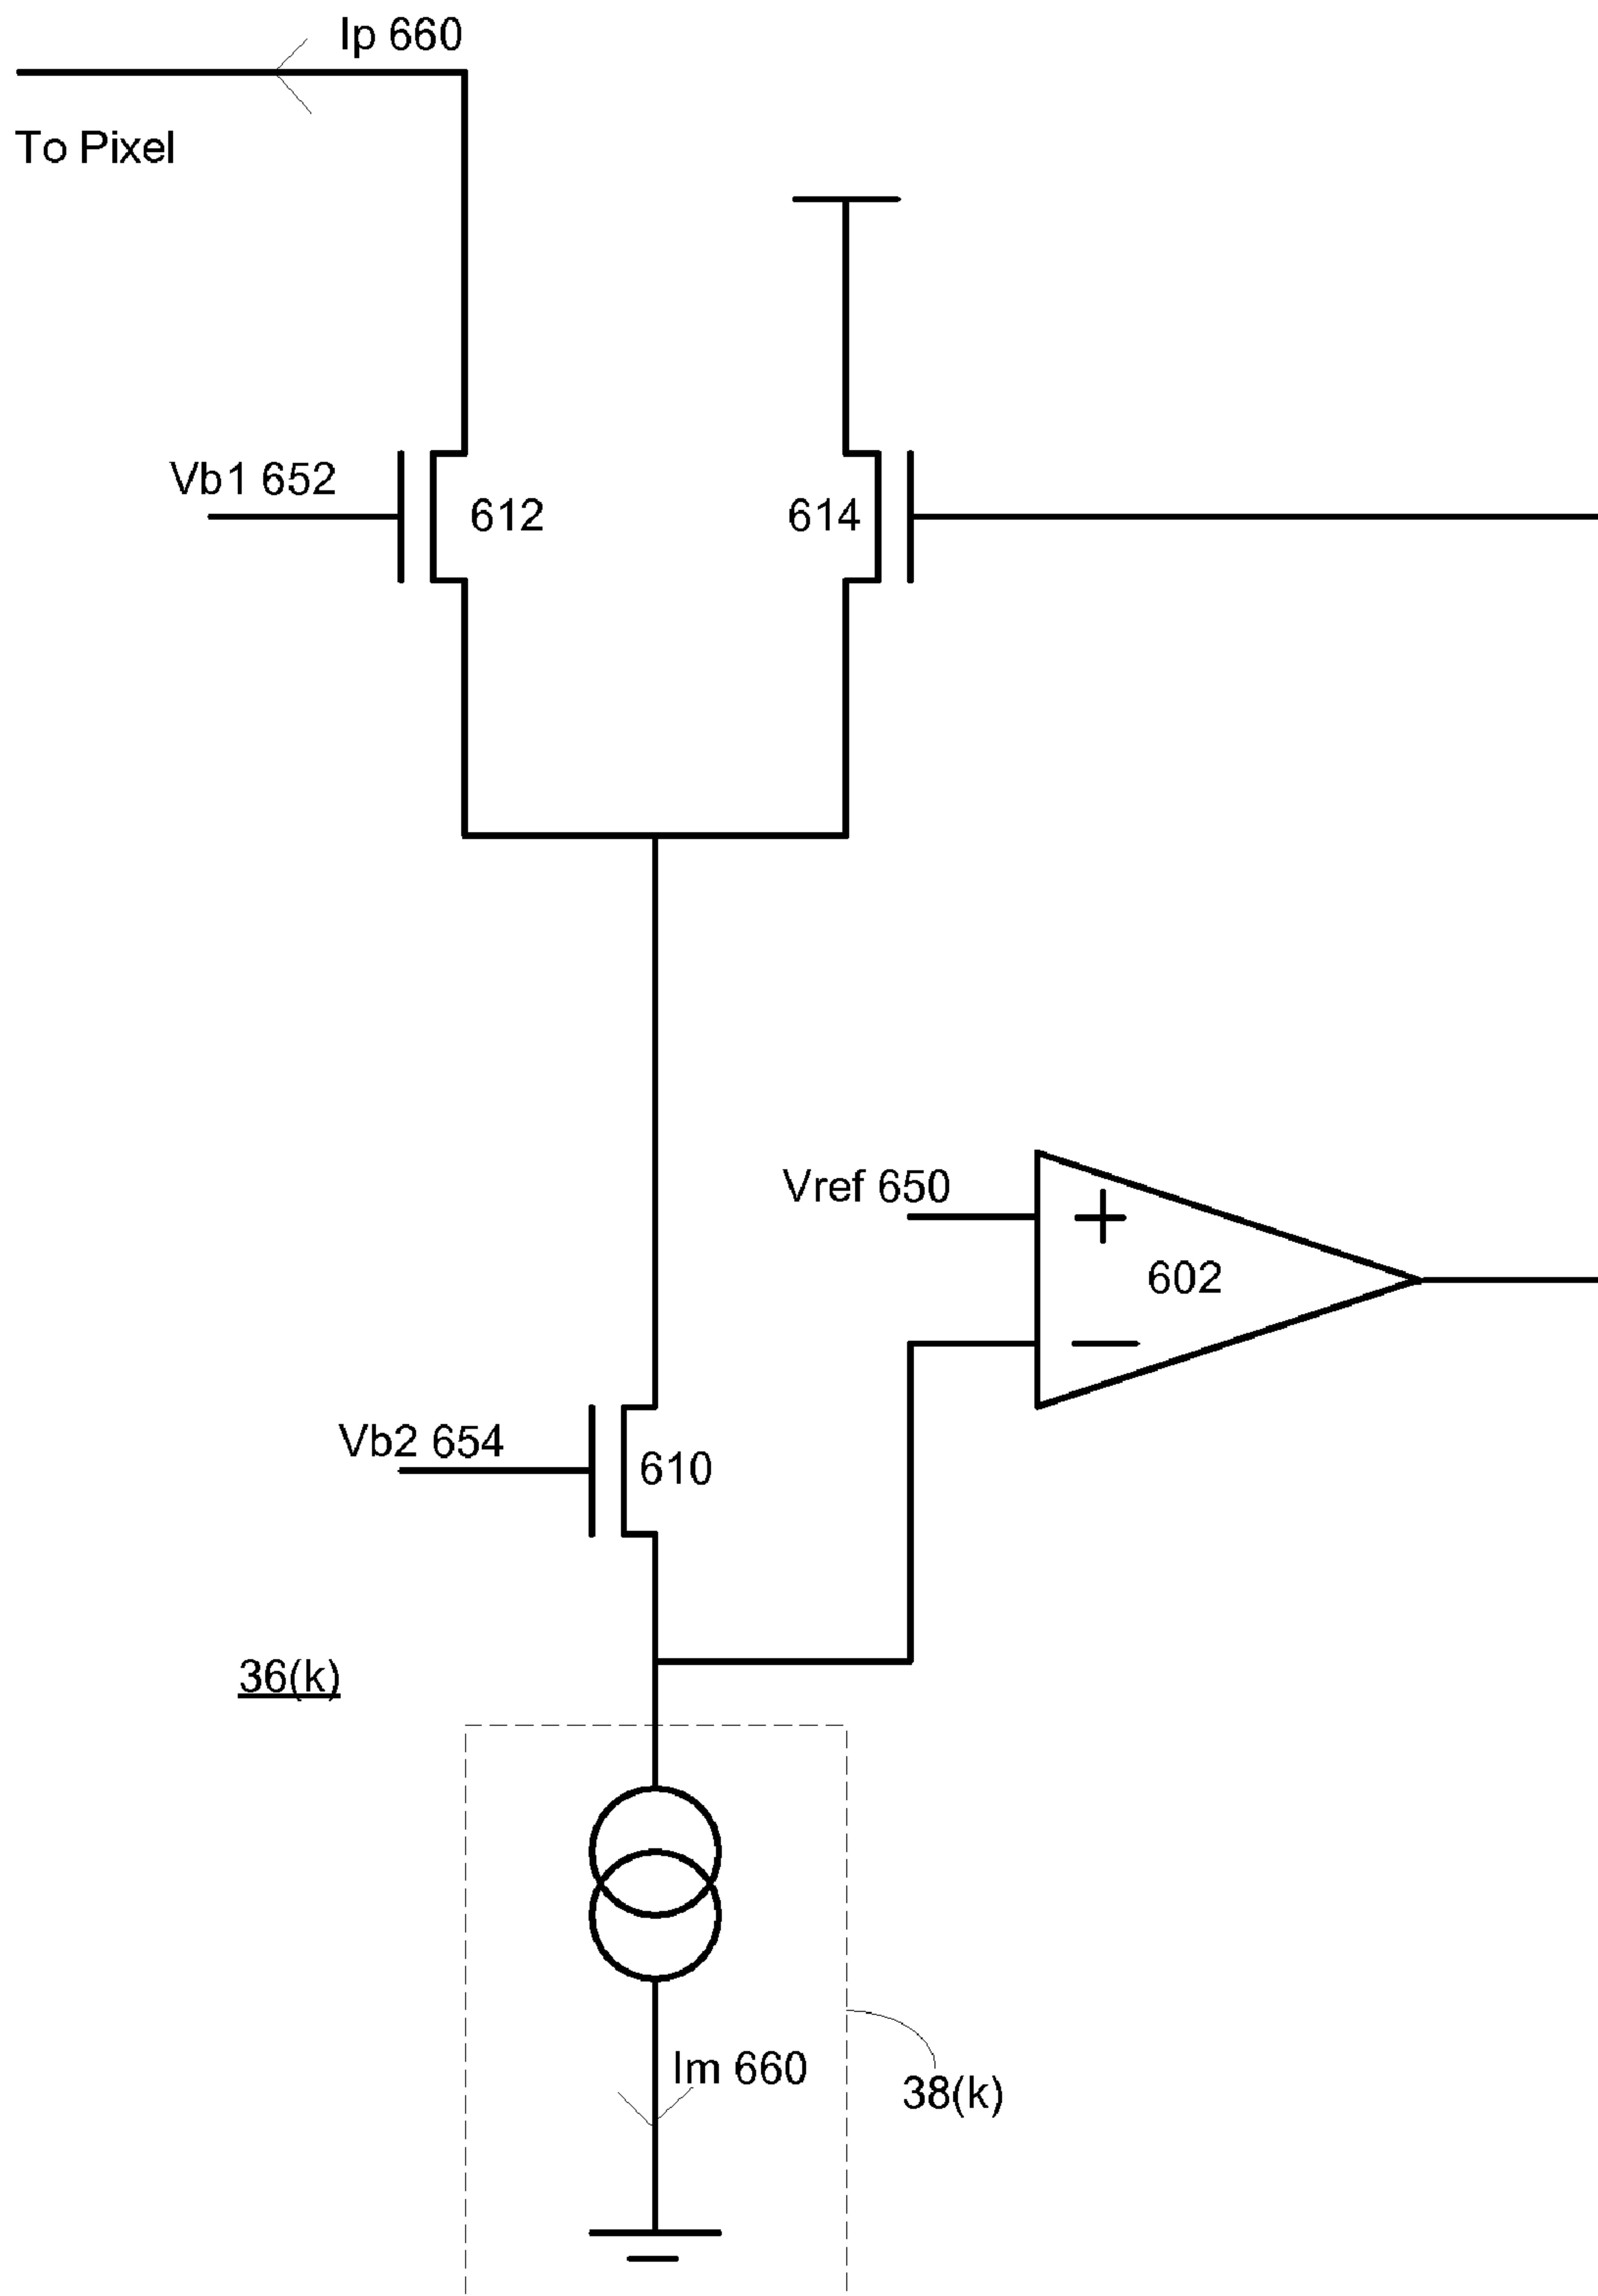 Ip 660
To Pixel
Vb1 652
612
614
Vref 650
+
602
—
Vb2 654
610
36(k)
Im 660
38(k)